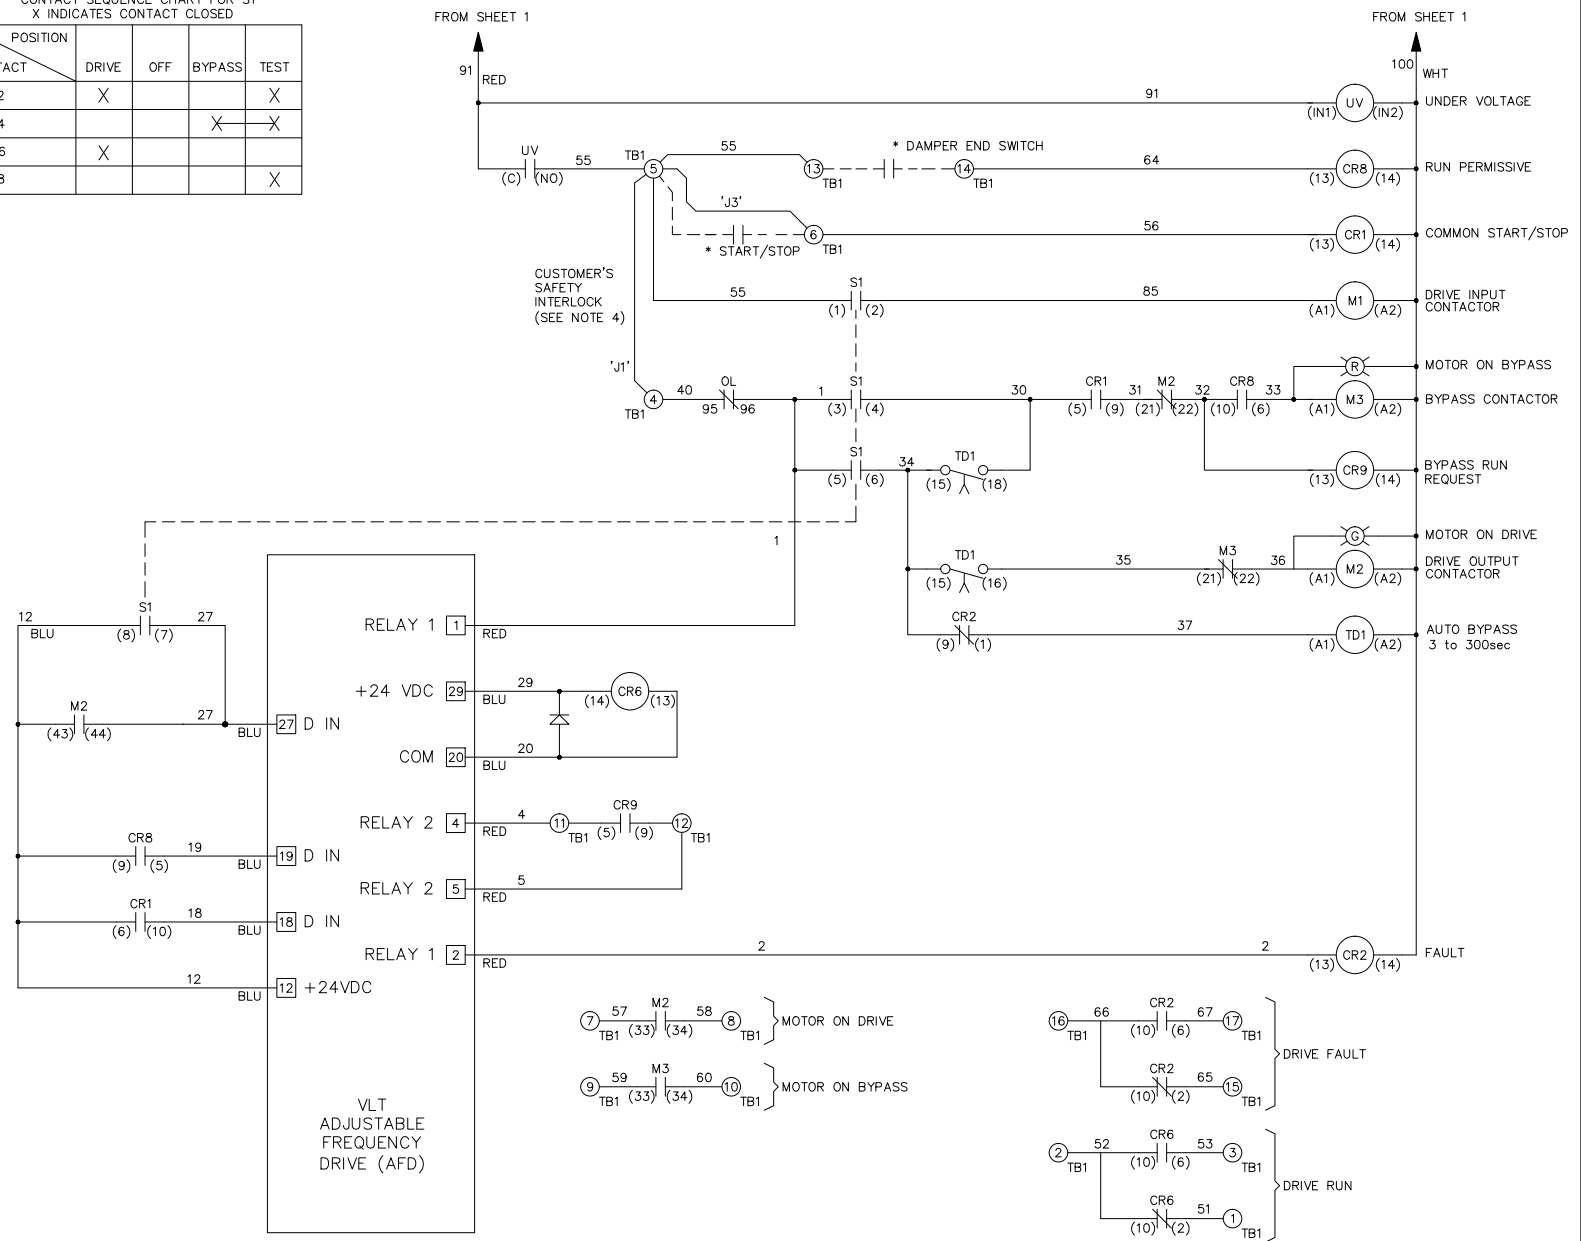 X INDICATES CONTACT CLOSED
POSITION
DRIVE OFF BYPASS TEST
X X
X X
X
X
FROM SHEET 1
FROM SHEET 1
91 RED
100 WHT
91
(IN1) UV (IN2) UNDER VOLTAGE
UV
(C) (NO)
55
TB1
5
55
13 TB1
* DAMPER END SWITCH
14 TB1
64
(13) CR8 (14) RUN PERMISSIVE
'J3'
* START/STOP
6 TB1
56
(13) CR1 (14) COMMON START/STOP
CUSTOMER'S
SAFETY
INTERLOCK
(SEE NOTE 4)
55
S1
(1) (2)
85
(A1) M1 (A2) DRIVE INPUT
CONTACTOR
'J1'
R MOTOR ON BYPASS
TB1 4
40
OL
95 96
1
S1
(3) (4)
30
CR1
(5) (9)
31
M2
(21) (22)
32
CR8
(10) (6)
33
(A1) M3 (A2) BYPASS CONTACTOR
S1
(5) (6)
34
TD1
(15) (18)
(13) CR9 (14) BYPASS RUN
REQUEST
1
G MOTOR ON DRIVE
TD1
(15) (16)
35
M3
(21) (22)
36
(A1) M2 (A2) DRIVE OUTPUT
CONTACTOR
CR2
(9) (1)
37
(A1) TD1 (A2) AUTO BYPASS
3 to 300sec
12
BLU
S1
(8) (7)
27
RELAY 1 1 RED
+24 VDC 29 BLU
29
(14) CR6 (13)
M2
(43) (44)
27
BLU 27 D IN
COM 20 BLU
20
RELAY 2 4 RED
4
11 TB1
CR9
(5) (9)
12 TB1
CR8
(9) (5)
19
BLU 19 D IN
RELAY 2 5 RED
5
CR1
(6) (10)
18
BLU 18 D IN
RELAY 1 2 RED
2
2
(13) CR2 (14) FAULT
12
BLU 12 +24VDC
VLT
ADJUSTABLE
FREQUENCY
DRIVE (AFD)
7 TB1 57 M2 (33) (34) 58 8 TB1 MOTOR ON DRIVE
9 TB1 59 M3 (33) (34) 60 10 TB1 MOTOR ON BYPASS
16 TB1 66 CR2 (10) (6) 67 17 TB1
DRIVE FAULT
CR2 (10) (2) 65 15 TB1
2 TB1 52 CR6 (10) (6) 53 3 TB1
DRIVE RUN
CR6 (10) (2) 51 1 TB1